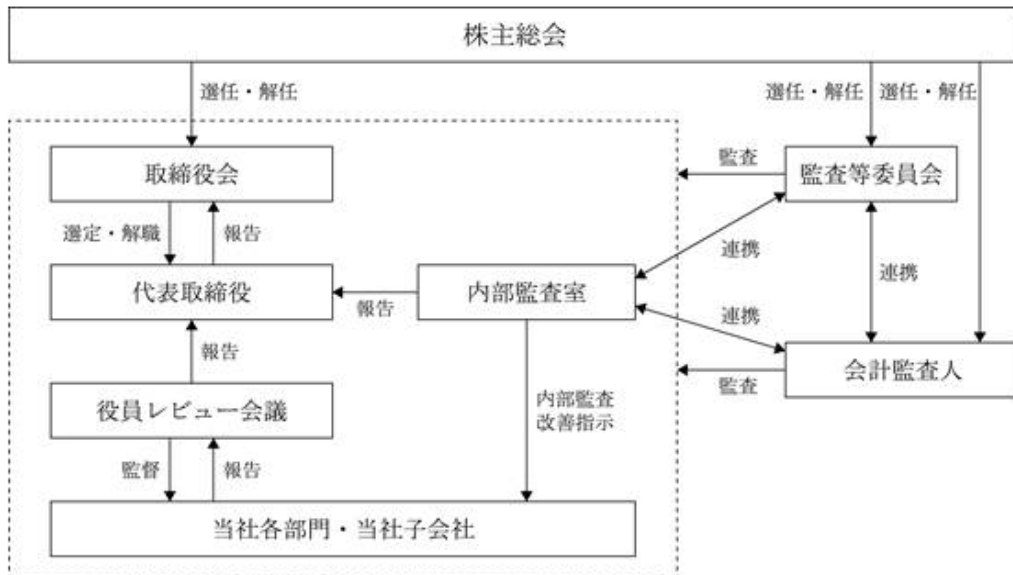 株主総会
選任・解任
選任・解任
選任・解任
取締役会
監査
監査等委員会
選定・解職
報告
連携
連携
代表取締役
報告
内部監査室
連携
報告
会計監査人
監査
役員レビュー会議
内部監査
改善指示
監督
報告
当社各部門・当社子会社